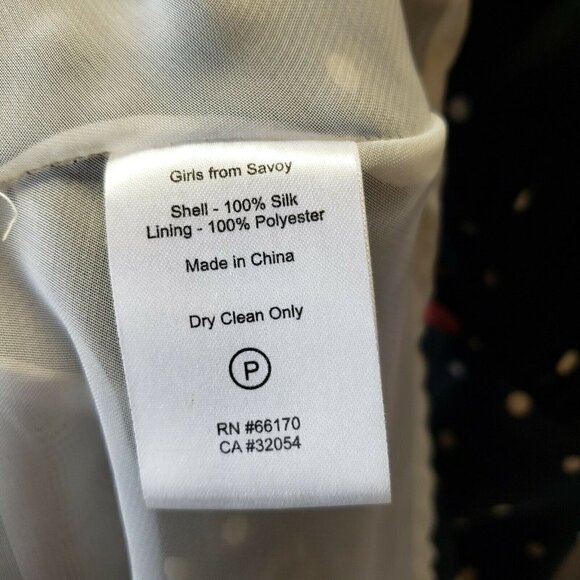 Girls from Savoy
Shell - 100% Silk
Lining - 100% Polyester
Made in China
Dry Clean Only
P
RN #66170
CA #32054